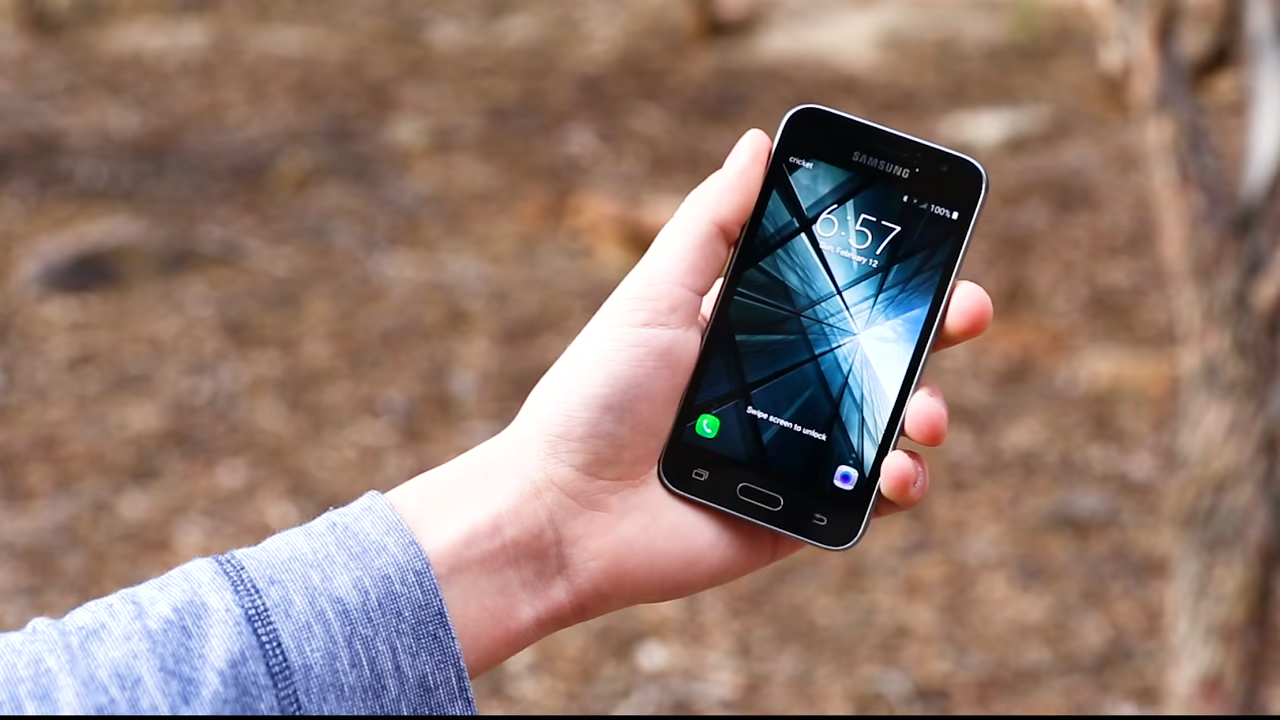 SAMSUNG
cricket
100%
6:57
Sun, February 12
Swipe screen to unlock